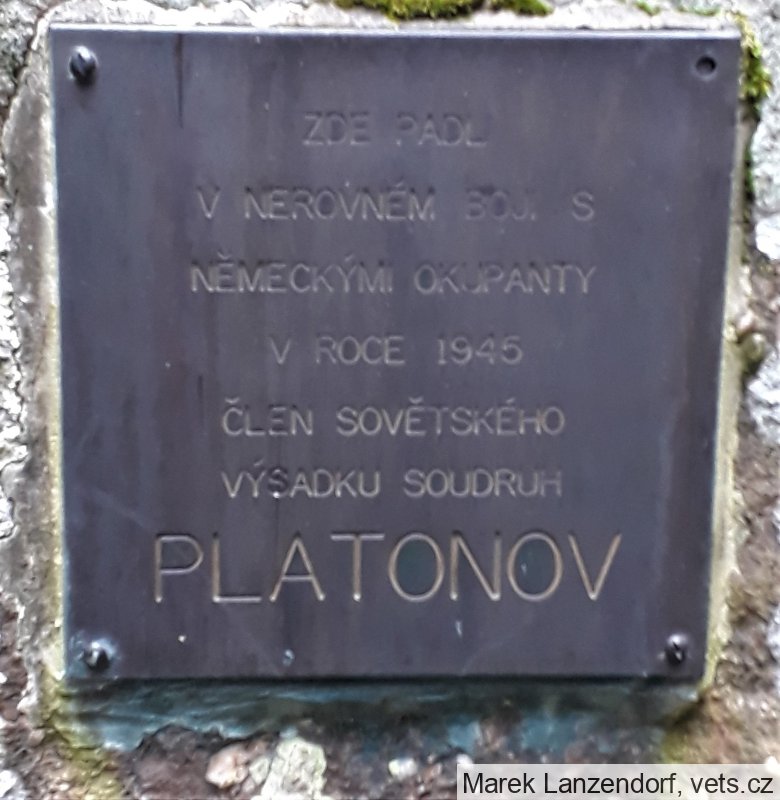 ZDE PADL
V NEROVNÉM BOJI S
NĚMECKÝMI OKUPANTY
V ROCE 1945
ČLEN SOVĚTSKÉHO
VÝSADKU SOUDRUH
PLATONOV
Marek Lanzendorf, vets.cz